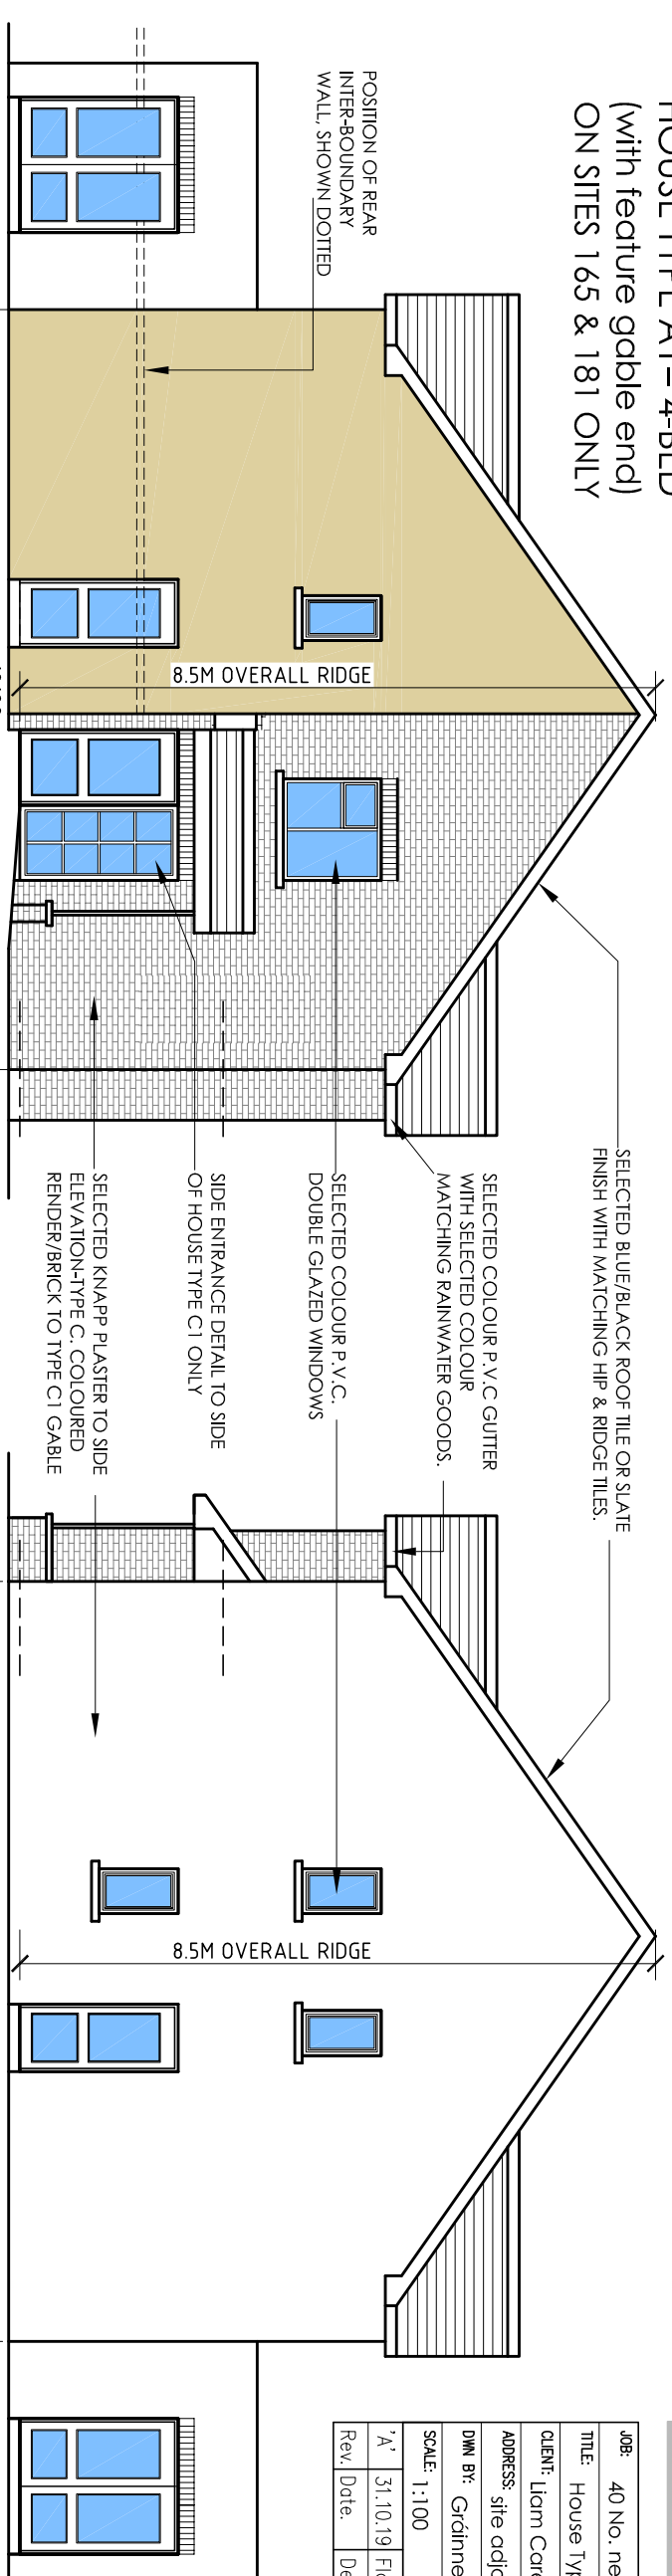 HOUSE TYPE A1– 4-BED
(with feature gable end)
ON SITES 165 & 181 ONLY
POSITION OF REAR
INTER-BOUNDARY
WALL, SHOWN DOTTED
8.5M OVERALL RIDGE
SELECTED BLUE/BLACK ROOF TILE OR SLATE
FINISH WITH MATCHING HIP & RIDGE TILES.
SELECTED COLOUR P.V.C GUTTER
WITH SELECTED COLOUR
MATCHING RAINWATER GOODS.
SELECTED COLOUR P.V.C.
DOUBLE GLAZED WINDOWS
SIDE ENTRANCE DETAIL TO SIDE
OF HOUSE TYPE C1 ONLY
SELECTED KNAPP PLASTER TO SIDE
ELEVATION-TYPE C. COLOURED
RENDER/BRICK TO TYPE C1 GABLE
8.5M OVERALL RIDGE
JOB: 40 No. ne
TITLE: House Typ
CLIENT: Liam Car
ADDRESS: site adj
DWN BY: Gráinne
SCALE: 1:100
'A' 31.10.19 Fl
Rev. Date. De